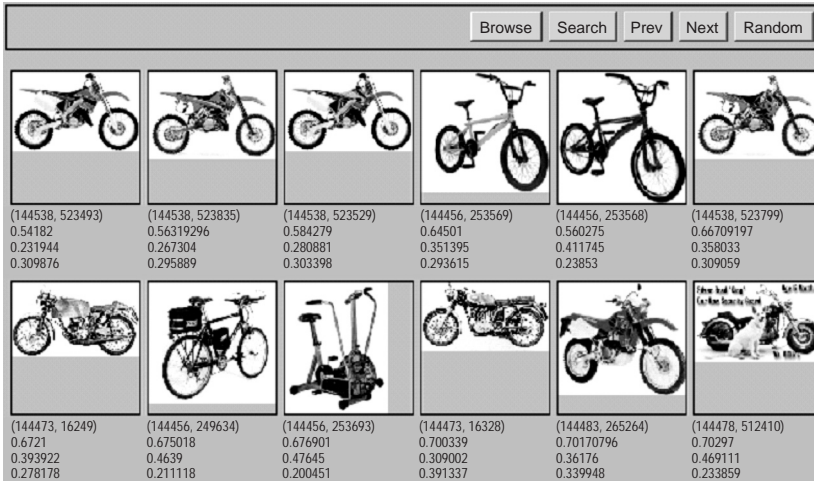 Browse Search Prev Next Random
(144538, 523493) (144538, 523835) (144538, 523529) (144456, 253569) (144456, 253568) (144538, 523799)
0.54182 0.56319296 0.584279 0.64501 0.560275 0.66709197
0.231944 0.267304 0.280881 0.351395 0.411745 0.358033
0.309876 0.295889 0.303398 0.293615 0.23853 0.309059
(144473, 16249) (144456, 249634) (144456, 253693) (144473, 16328) (144483, 265264) (144478, 512410)
0.6721 0.675018 0.676901 0.700339 0.70170796 0.70297
0.393922 0.4639 0.47645 0.309002 0.36176 0.469111
0.278178 0.211118 0.200451 0.391337 0.339948 0.233859